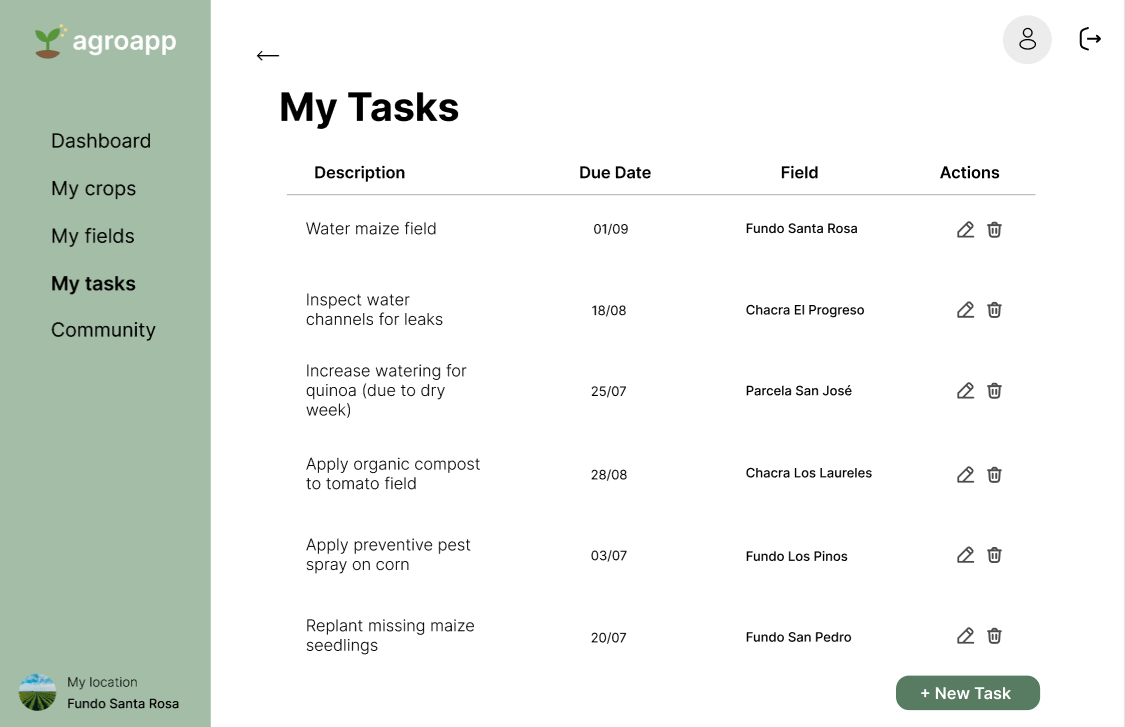 agroapp
Dashboard
My crops
My fields
My tasks
Community
My location
Fundo Santa Rosa
My Tasks
Description Due Date Field Actions
Water maize field 01/09 Fundo Santa Rosa
Inspect water
channels for leaks 18/08 Chacra El Progreso
Increase watering for
quinoa (due to dry
week) 25/07 Parcela San José
Apply organic compost
to tomato field 28/08 Chacra Los Laureles
Apply preventive pest
spray on corn 03/07 Fundo Los Pinos
Replant missing maize
seedlings 20/07 Fundo San Pedro
+ New Task